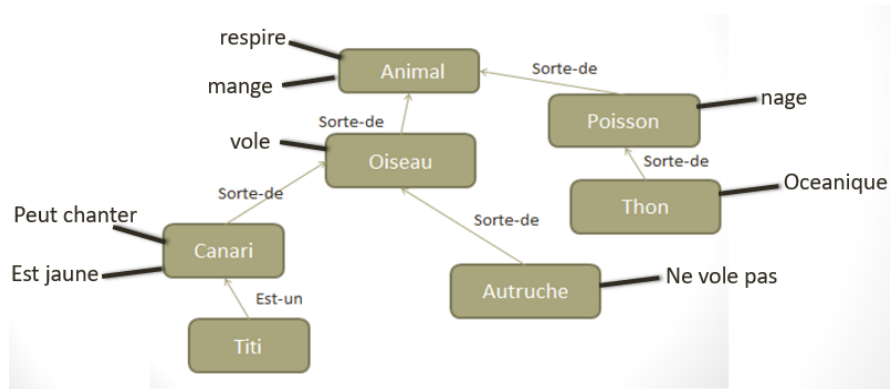 respire
Animal
Sorte-de
mange
nage
Sorte-de
Poisson
vole
Oiseau
Sorte-de
Sorte-de
Oceanique
Thon
Peut chanter
Sorte-de
Canari
Est jaune
Autruche
Ne vole pas
Est-un
Titi